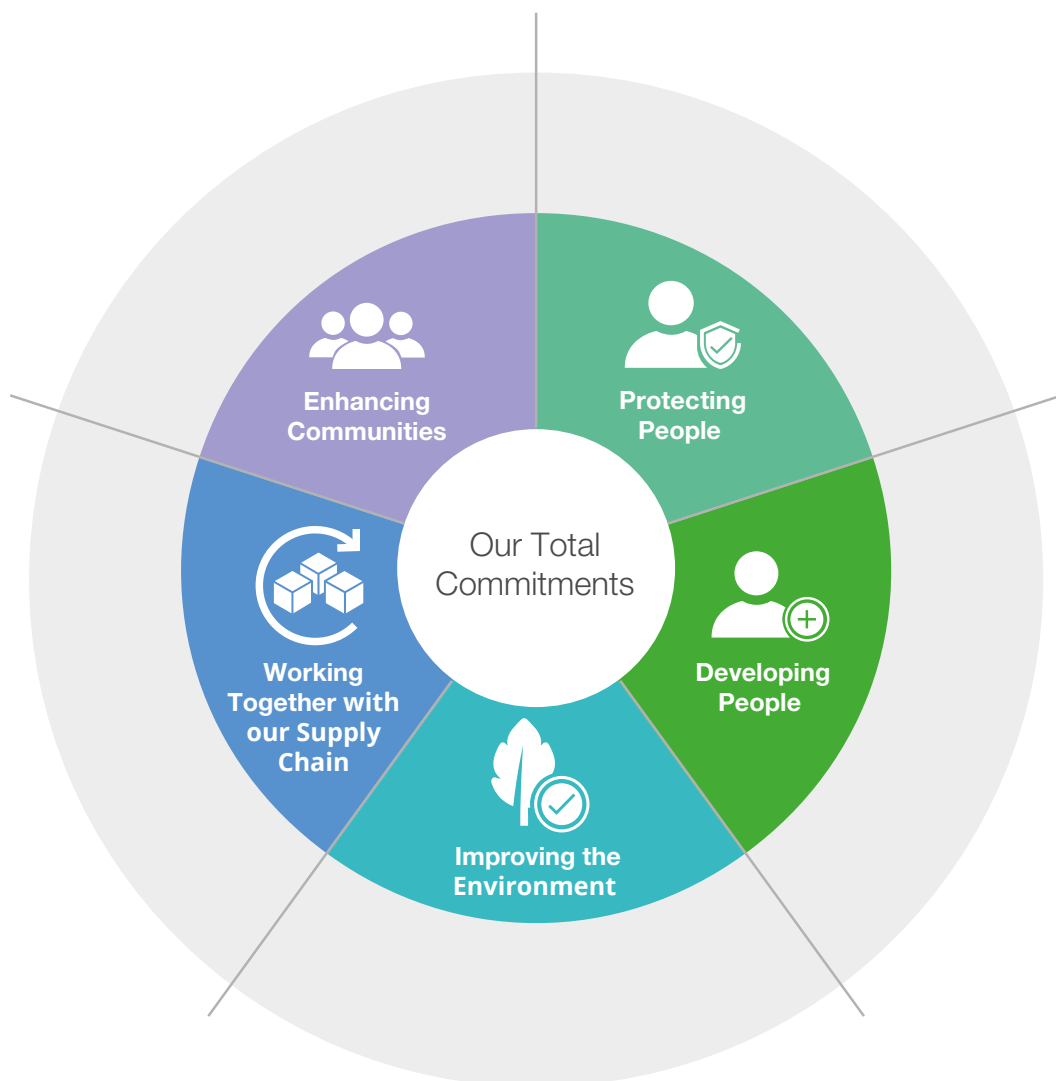 Enhancing
Communities
Protecting
People
Our Total
Commitments
Developing
People
Working
Together with
our Supply
Chain
Improving the
Environment